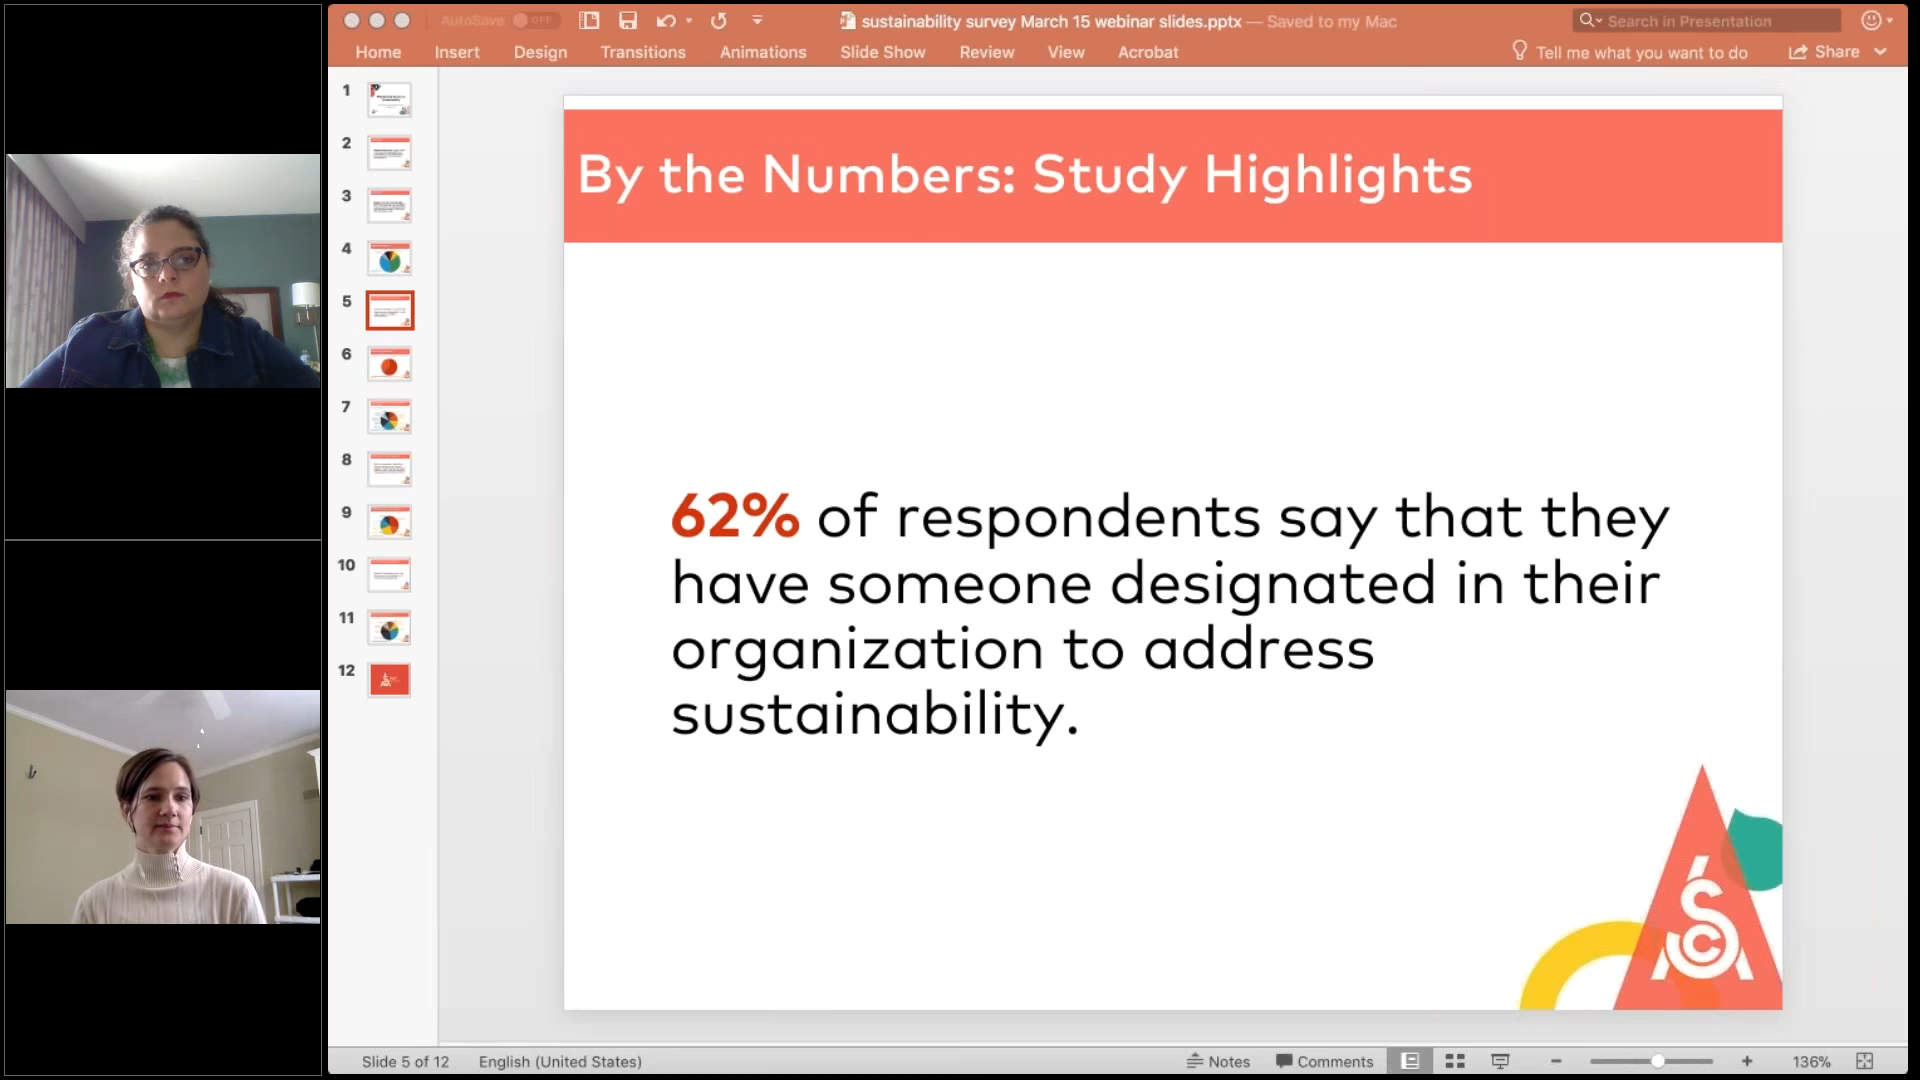 AutoSave OFF
sustainability survey March 15 webinar slides.pptx — Saved to my Mac
Search in Presentation
Home Insert Design Transitions Animations Slide Show Review View Acrobat
Tell me what you want to do
Share
1
2
3
4
5
6
7
8
9
10
11
12
By the Numbers: Study Highlights
62% of respondents say that they
have someone designated in their
organization to address
sustainability.
Slide 5 of 12 English (United States)
Notes Comments 136%